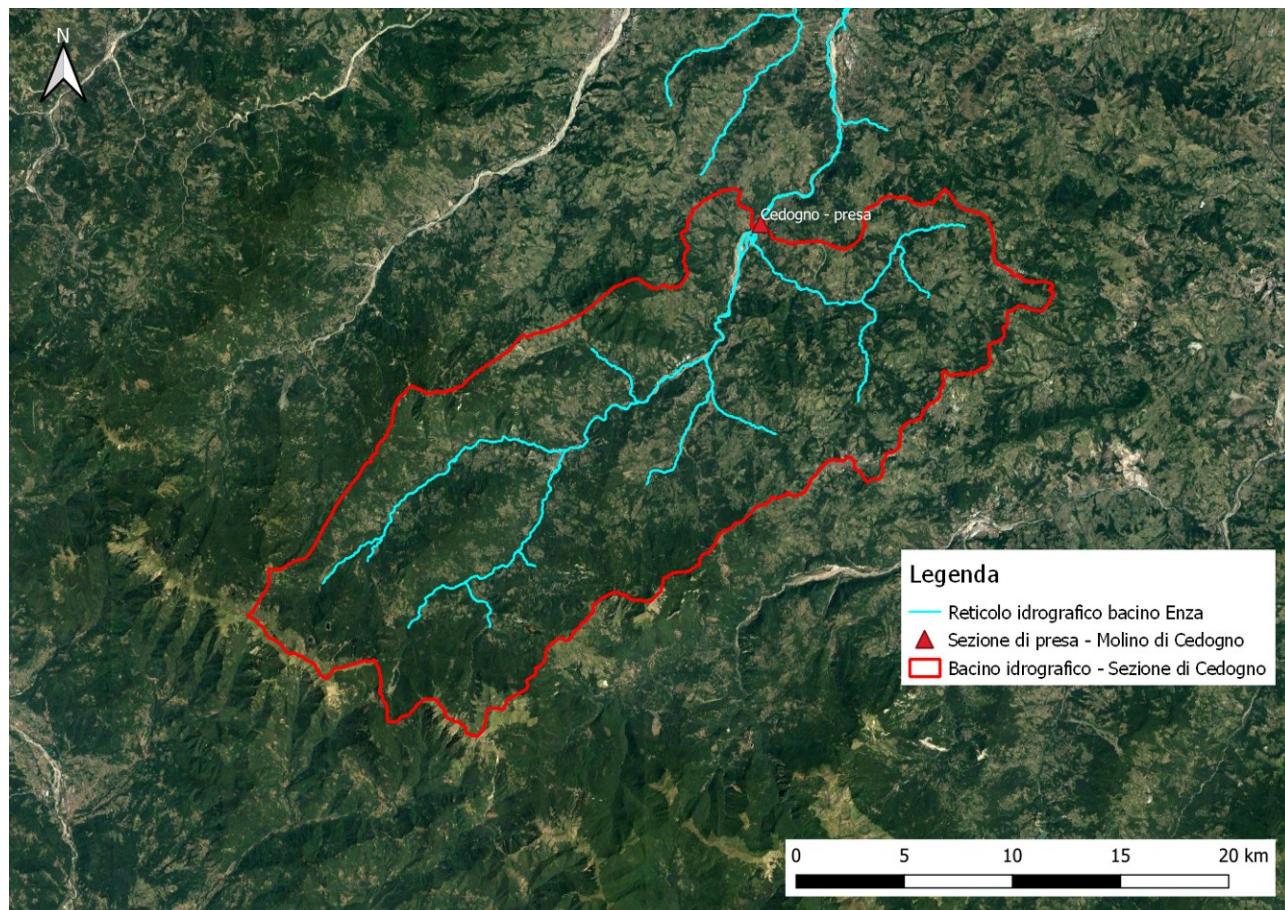 N
Cedogno - presa
Legenda
Reticolo idrografico bacino Enza
Sezione di presa - Molino di Cedogno
Bacino idrografico - Sezione di Cedogno
0 5 10 15 20 km